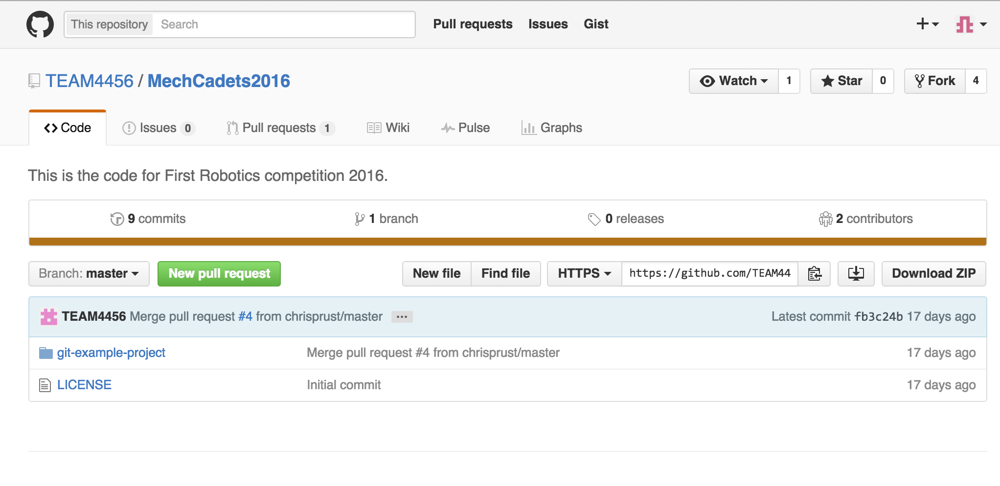 This repository Search Pull requests Issues Gist
TEAM4456 / MechCadets2016 Watch 1 Star 0 Fork 4
Code Issues 0 Pull requests 1 Wiki Pulse Graphs
This is the code for First Robotics competition 2016.
9 commits 1 branch 0 releases 2 contributors
Branch: master New pull request New file Find file HTTPS https://github.com/TEAM44 Download ZIP
TEAM4456 Merge pull request #4 from chrisprust/master ... Latest commit fb3c24b 17 days ago
git-example-project Merge pull request #4 from chrisprust/master 17 days ago
LICENSE Initial commit 17 days ago